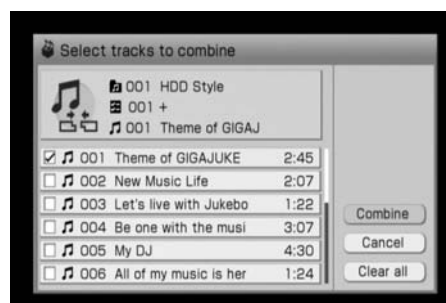 Select tracks to combine
001 HDD Style
001 +
001 Theme of GIGAJ
001 Theme of GIGAJUKE 2:45
002 New Music Life 2:07
003 Let's live with Jukebo 1:22
004 Be one with the musi 3:07
005 My DJ 4:30
006 All of my music is her 1:24
Combine
Cancel
Clear all